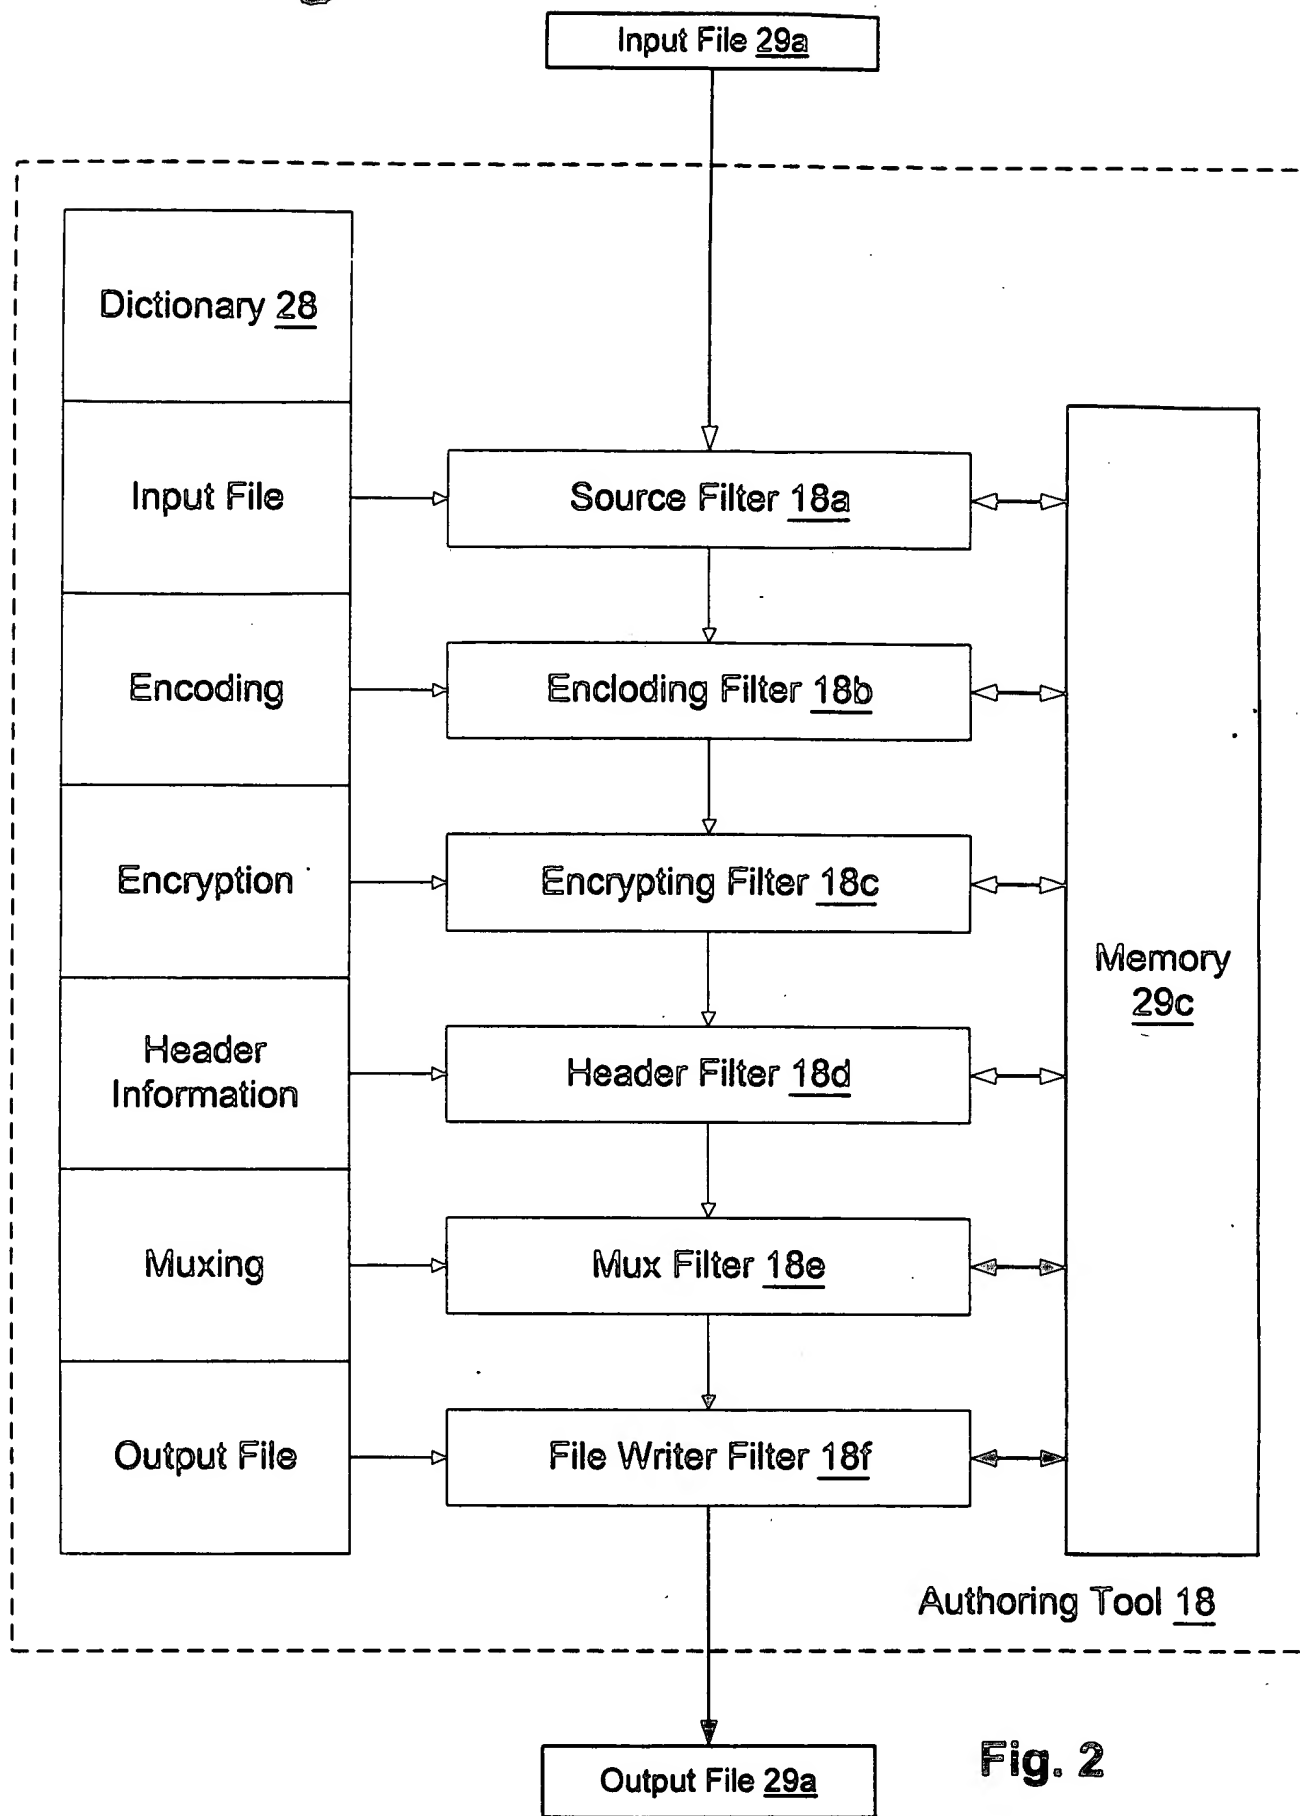 Input File 29a
Dictionary 28
Input File
Source Filter 18a
Encoding
Encloding Filter 18b
Encryption
Encrypting Filter 18c
Memory
29c
Header
Information
Header Filter 18d
Muxing
Mux Filter 18e
Output File
File Writer Filter 18f
Authoring Tool 18
Output File 29a
Fig. 2